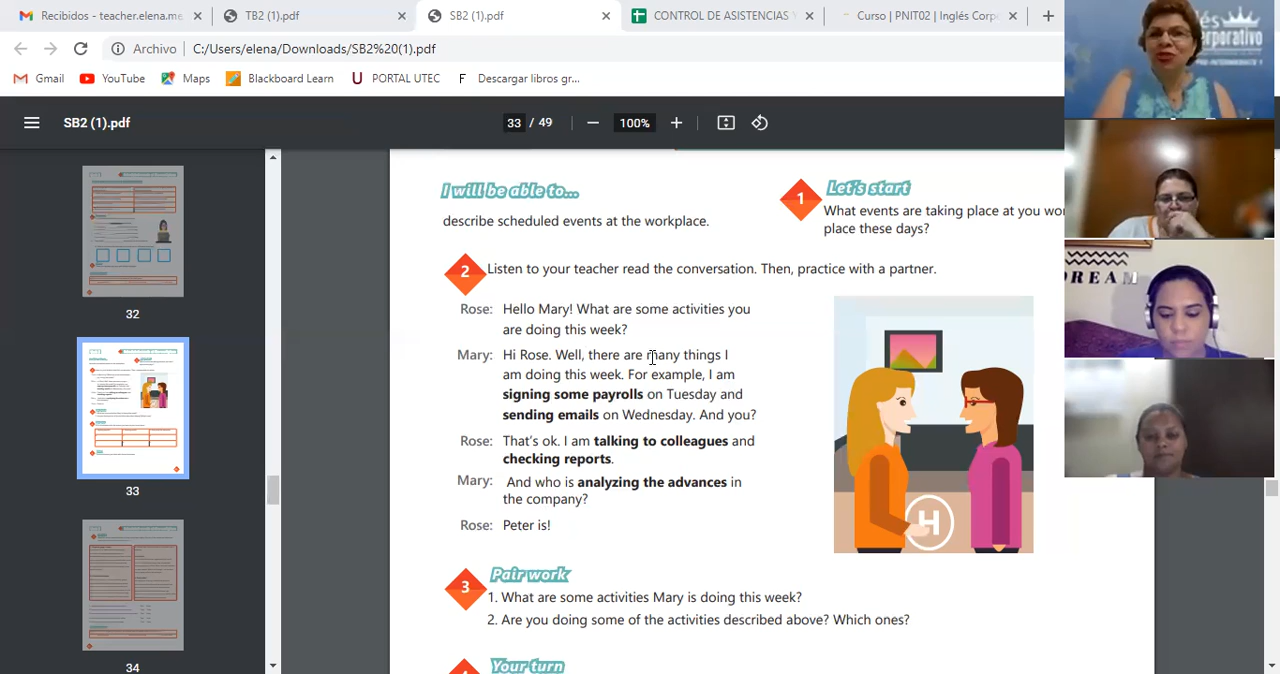 Recibidos - teacher.elena.me
TB2 (1).pdf
SB2 (1).pdf
CONTROL DE ASISTENCIAS Y
Curso | PNIT02 | Inglés Corpo
Archivo
C:/Users/elena/Downloads/SB2%20(1).pdf
Gmail
YouTube
Maps
Blackboard Learn
PORTAL UTEC
Descargar libros gr...
SB2 (1).pdf
33 / 49
100%
32
33
34
I will be able to...
describe scheduled events at the workplace.
1
Let's start
What events are taking place at you wor
place these days?
2
Listen to your teacher read the conversation. Then, practice with a partner.
Rose: Hello Mary! What are some activities you
are doing this week?
Mary: Hi Rose. Well, there are many things I
am doing this week. For example, I am
signing some payrolls on Tuesday and
sending emails on Wednesday. And you?
Rose: That's ok. I am talking to colleagues and
checking reports.
Mary: And who is analyzing the advances in
the company?
Rose: Peter is!
H
3
Pair work
1. What are some activities Mary is doing this week?
2. Are you doing some of the activities described above? Which ones?
Your turn
és
rporativo
PRE-INTERMEDIATE 1
REAM